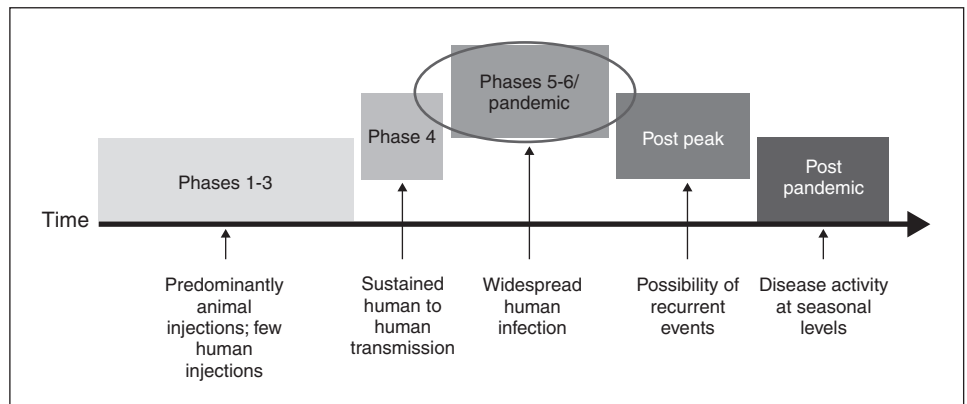 Phases 5-6/
pandemic
Phase 4
Post peak
Phases 1-3
Post
pandemic
Time
Predominantly
animal
injections; few
human
injections
Sustained
human to
human
transmission
Widespread
human
infection
Possibility of
recurrent
events
Disease activity
at seasonal
levels